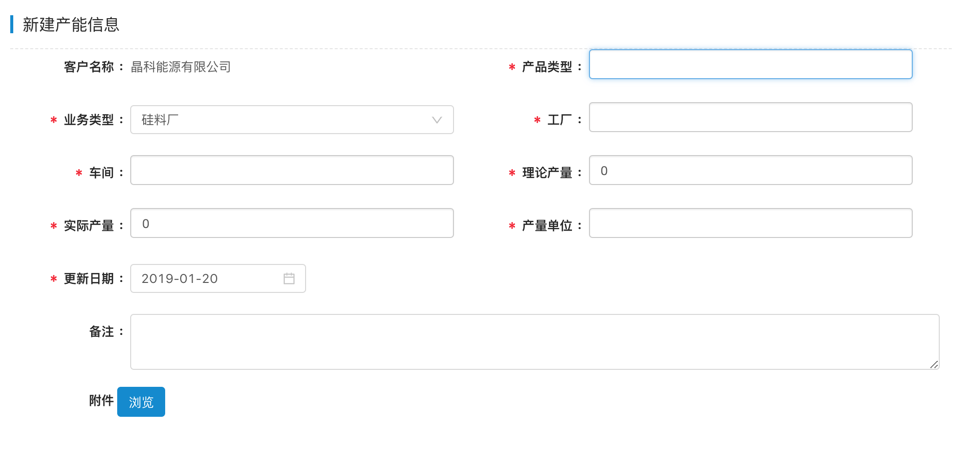 新建产能信息
客户名称： 晶科能源有限公司
* 产品类型：
* 业务类型： 硅料厂
* 工厂：
* 车间：
* 理论产量： 0
* 实际产量： 0
* 产量单位：
* 更新日期： 2019-01-20
备注：
附件 浏览